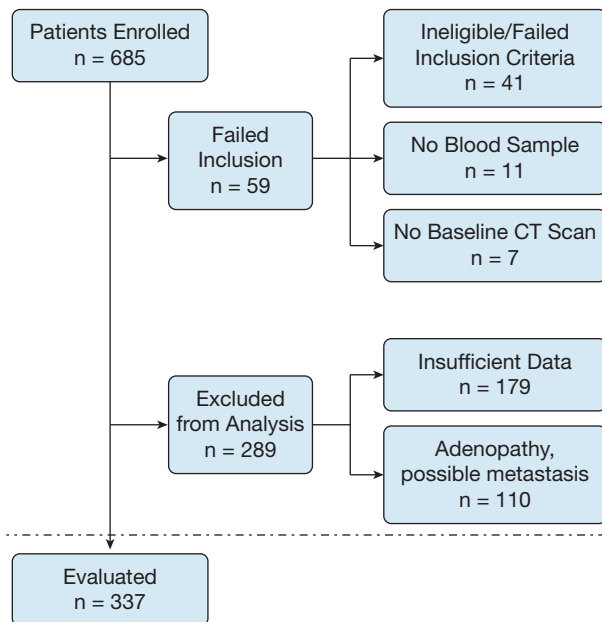 Patients Enrolled
n = 685
Failed
Inclusion
n = 59
Ineligible/Failed
Inclusion Criteria
n = 41
No Blood Sample
n = 11
No Baseline CT Scan
n = 7
Excluded
from Analysis
n = 289
Insufficient Data
n = 179
Adenopathy,
possible metastasis
n = 110
Evaluated
n = 337